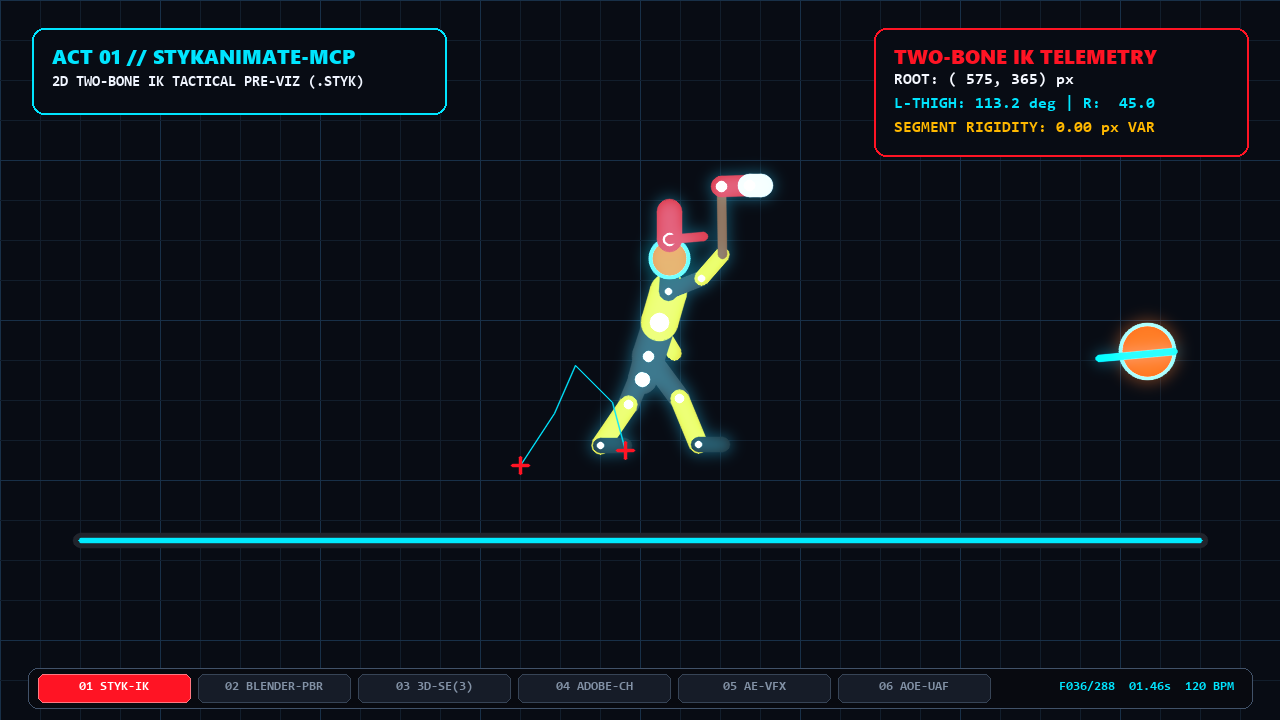 ACT 01 // STYKANIMATE-MCP
2D TWO-BONE IK TACTICAL PRE-VIZ (.STYK)
TWO-BONE IK TELEMETRY
ROOT: ( 575, 365) px
L-THIGH: 113.2 deg | R:  45.0
SEGMENT RIGIDITY: 0.00 px VAR
01 STYK-IK
02 BLENDER-PBR
03 3D-SE(3)
04 ADOBE-CH
05 AE-VFX
06 AOE-UAF
F036/288  01.46s  120 BPM